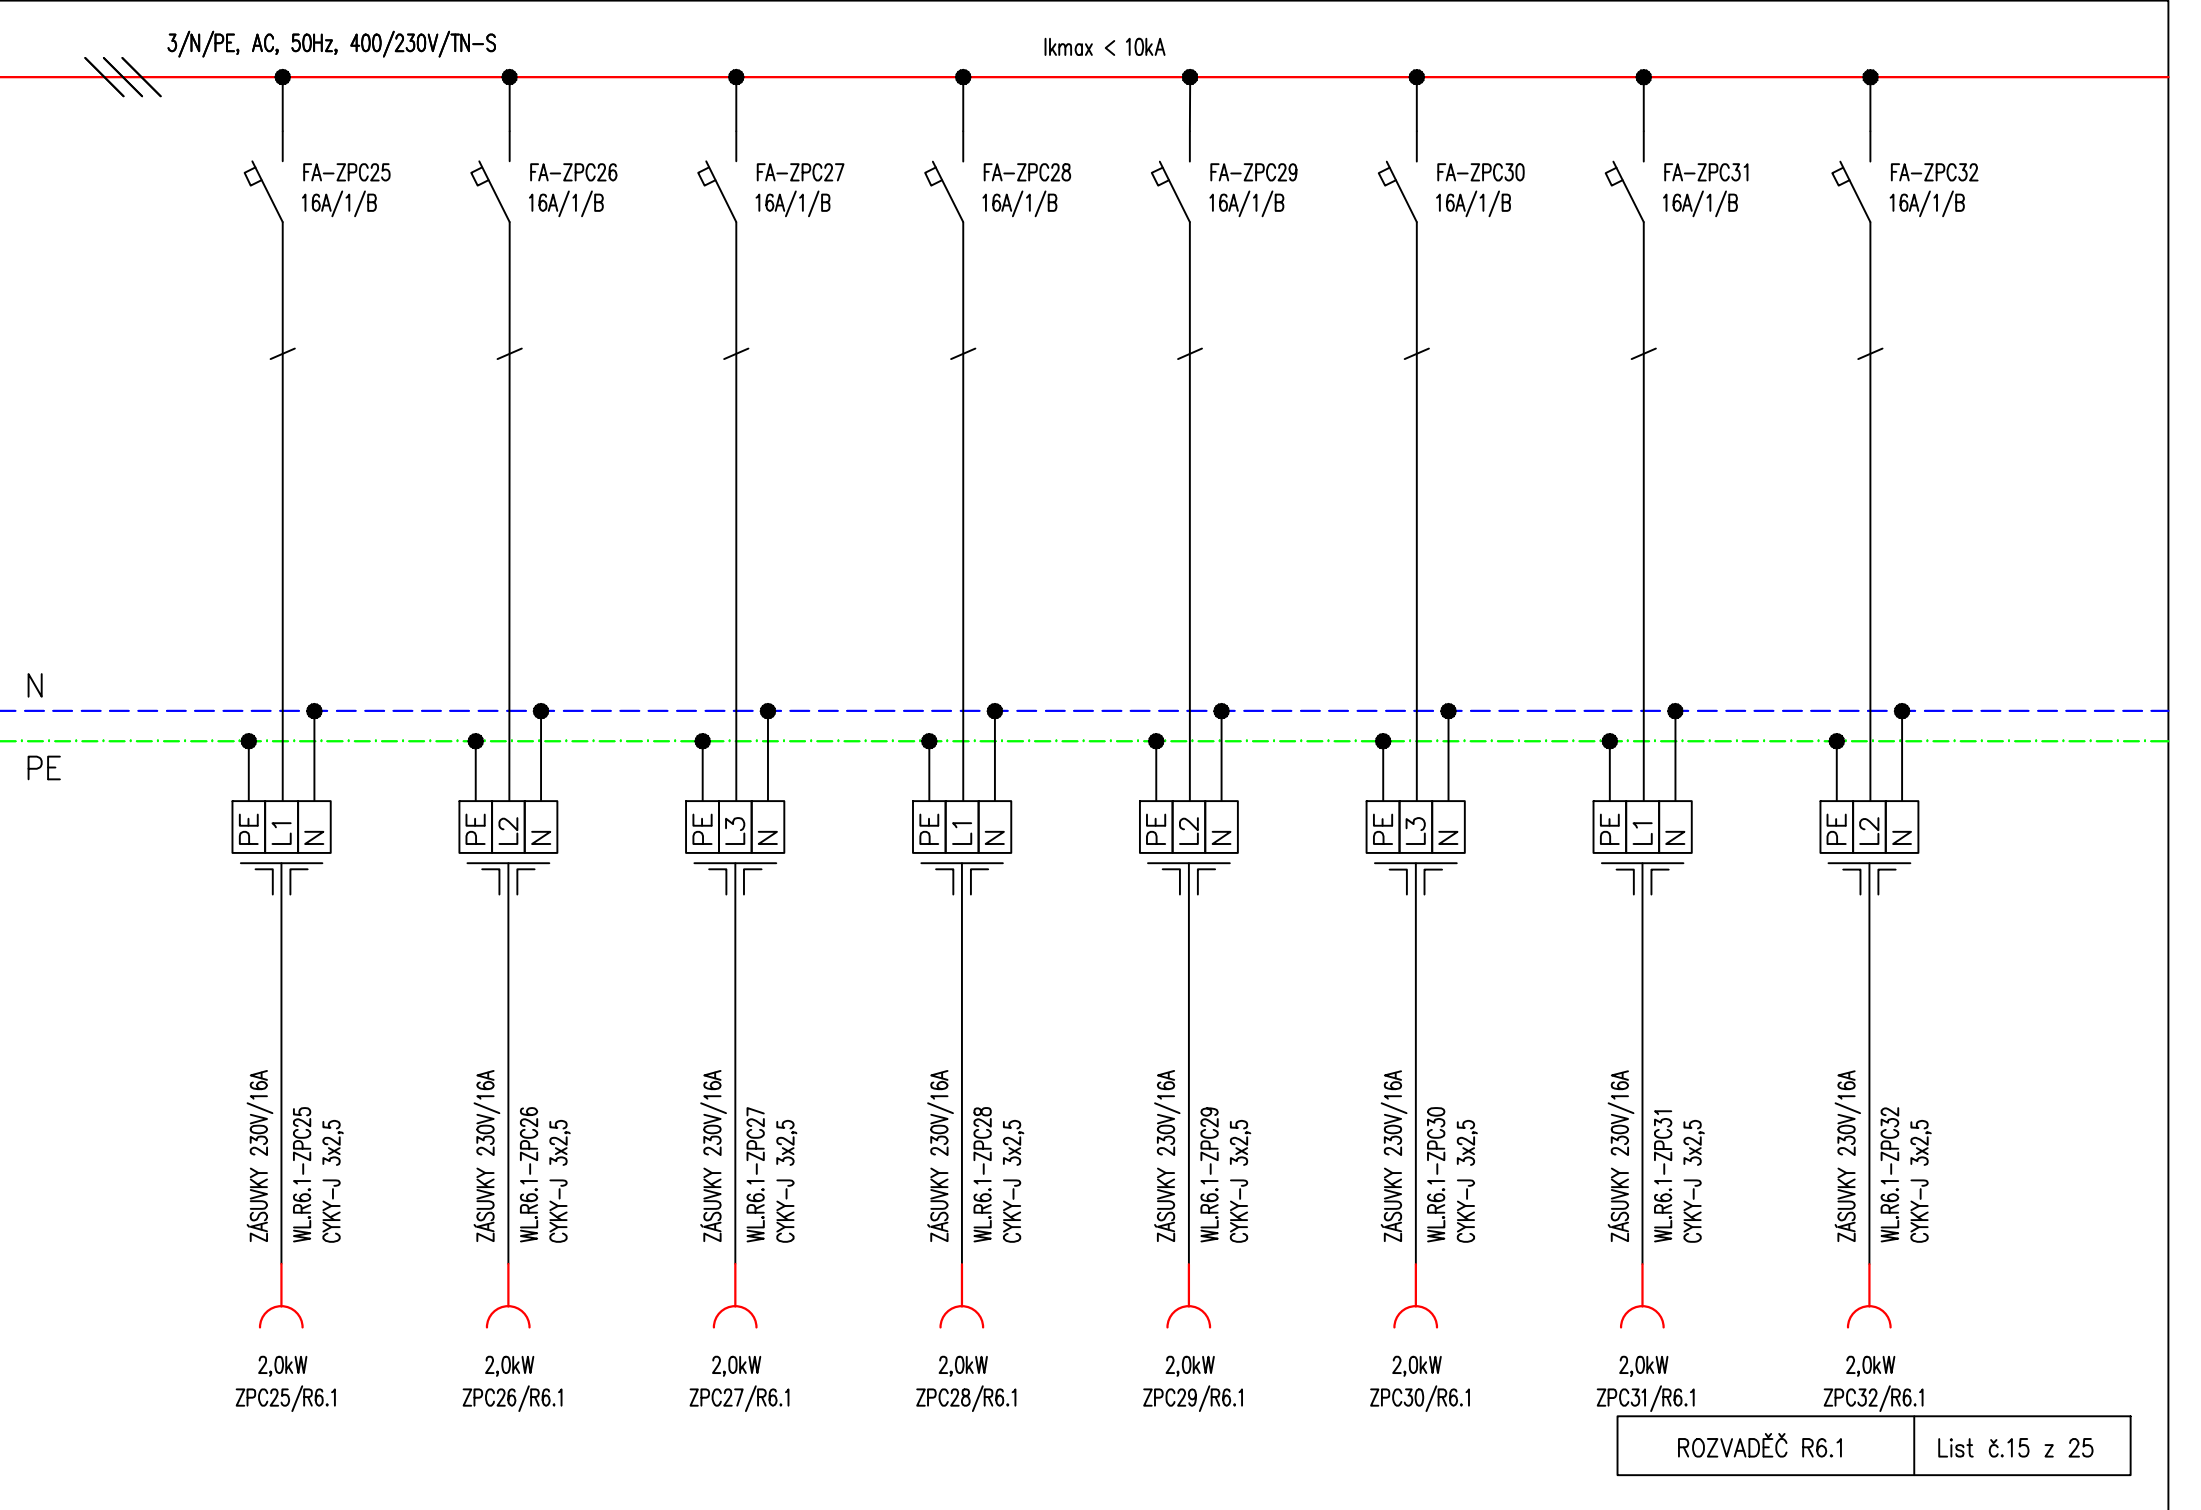 3/N/PE, AC, 50Hz, 400/230V/TN-S
Ikmax < 10kA
FA-ZPC25
16A/1/B
FA-ZPC26
16A/1/B
FA-ZPC27
16A/1/B
FA-ZPC28
16A/1/B
FA-ZPC29
16A/1/B
FA-ZPC30
16A/1/B
FA-ZPC31
16A/1/B
FA-ZPC32
16A/1/B
N
PE
PE L1 N
PE L2 N
PE L3 N
PE L1 N
PE L2 N
PE L3 N
PE L1 N
PE L2 N
ZÁSUVKY 230V/16A
WL.R6.1-ZPC25
CYKY-J 3x2,5
ZÁSUVKY 230V/16A
WL.R6.1-ZPC26
CYKY-J 3x2,5
ZÁSUVKY 230V/16A
WL.R6.1-ZPC27
CYKY-J 3x2,5
ZÁSUVKY 230V/16A
WL.R6.1-ZPC28
CYKY-J 3x2,5
ZÁSUVKY 230V/16A
WL.R6.1-ZPC29
CYKY-J 3x2,5
ZÁSUVKY 230V/16A
WL.R6.1-ZPC30
CYKY-J 3x2,5
ZÁSUVKY 230V/16A
WL.R6.1-ZPC31
CYKY-J 3x2,5
ZÁSUVKY 230V/16A
WL.R6.1-ZPC32
CYKY-J 3x2,5
2,0kW
ZPC25/R6.1
2,0kW
ZPC26/R6.1
2,0kW
ZPC27/R6.1
2,0kW
ZPC28/R6.1
2,0kW
ZPC29/R6.1
2,0kW
ZPC30/R6.1
2,0kW
ZPC31/R6.1
2,0kW
ZPC32/R6.1
ROZVADĚČ R6.1
List č.15 z 25